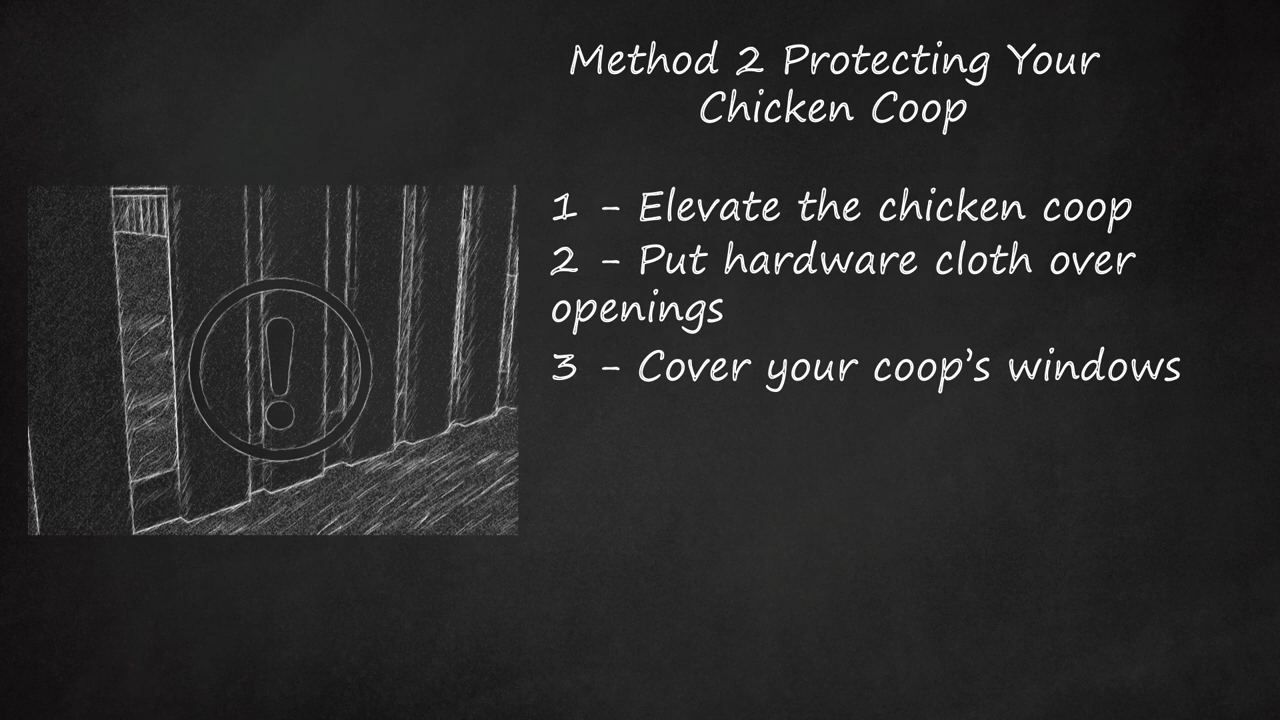 Method 2 Protecting Your
Chicken Coop
1 - Elevate the chicken coop
2 - Put hardware cloth over
openings
3 - Cover your coop's windows